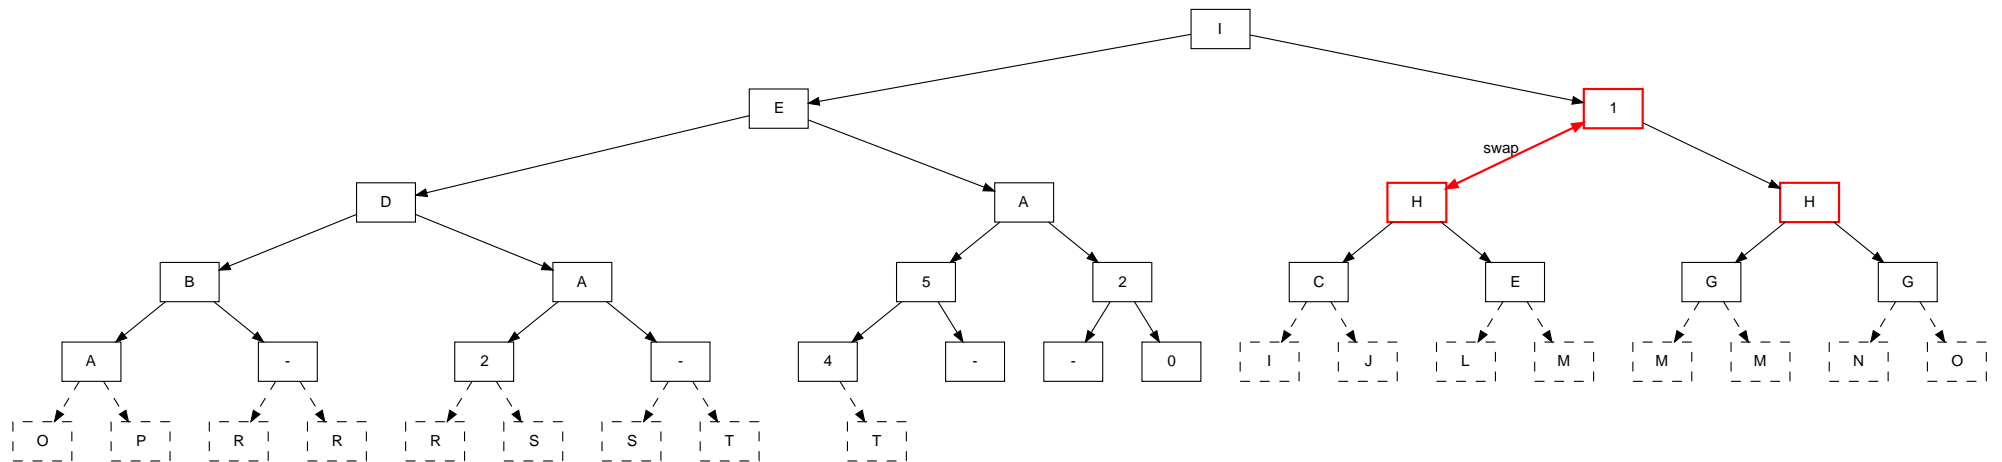 I
E 1
swap
D A H H
B A 5 2 C E G G
A - 2 - 4 - - 0 I J L M M M N O
O P R R R S S T T